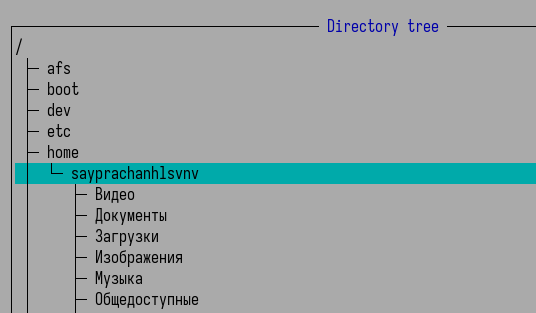 Directory tree
/
afs
boot
dev
etc
home
sayprachanhlsvnv
Видео
Документы
Загрузки
Изображения
Музыка
Общедоступные